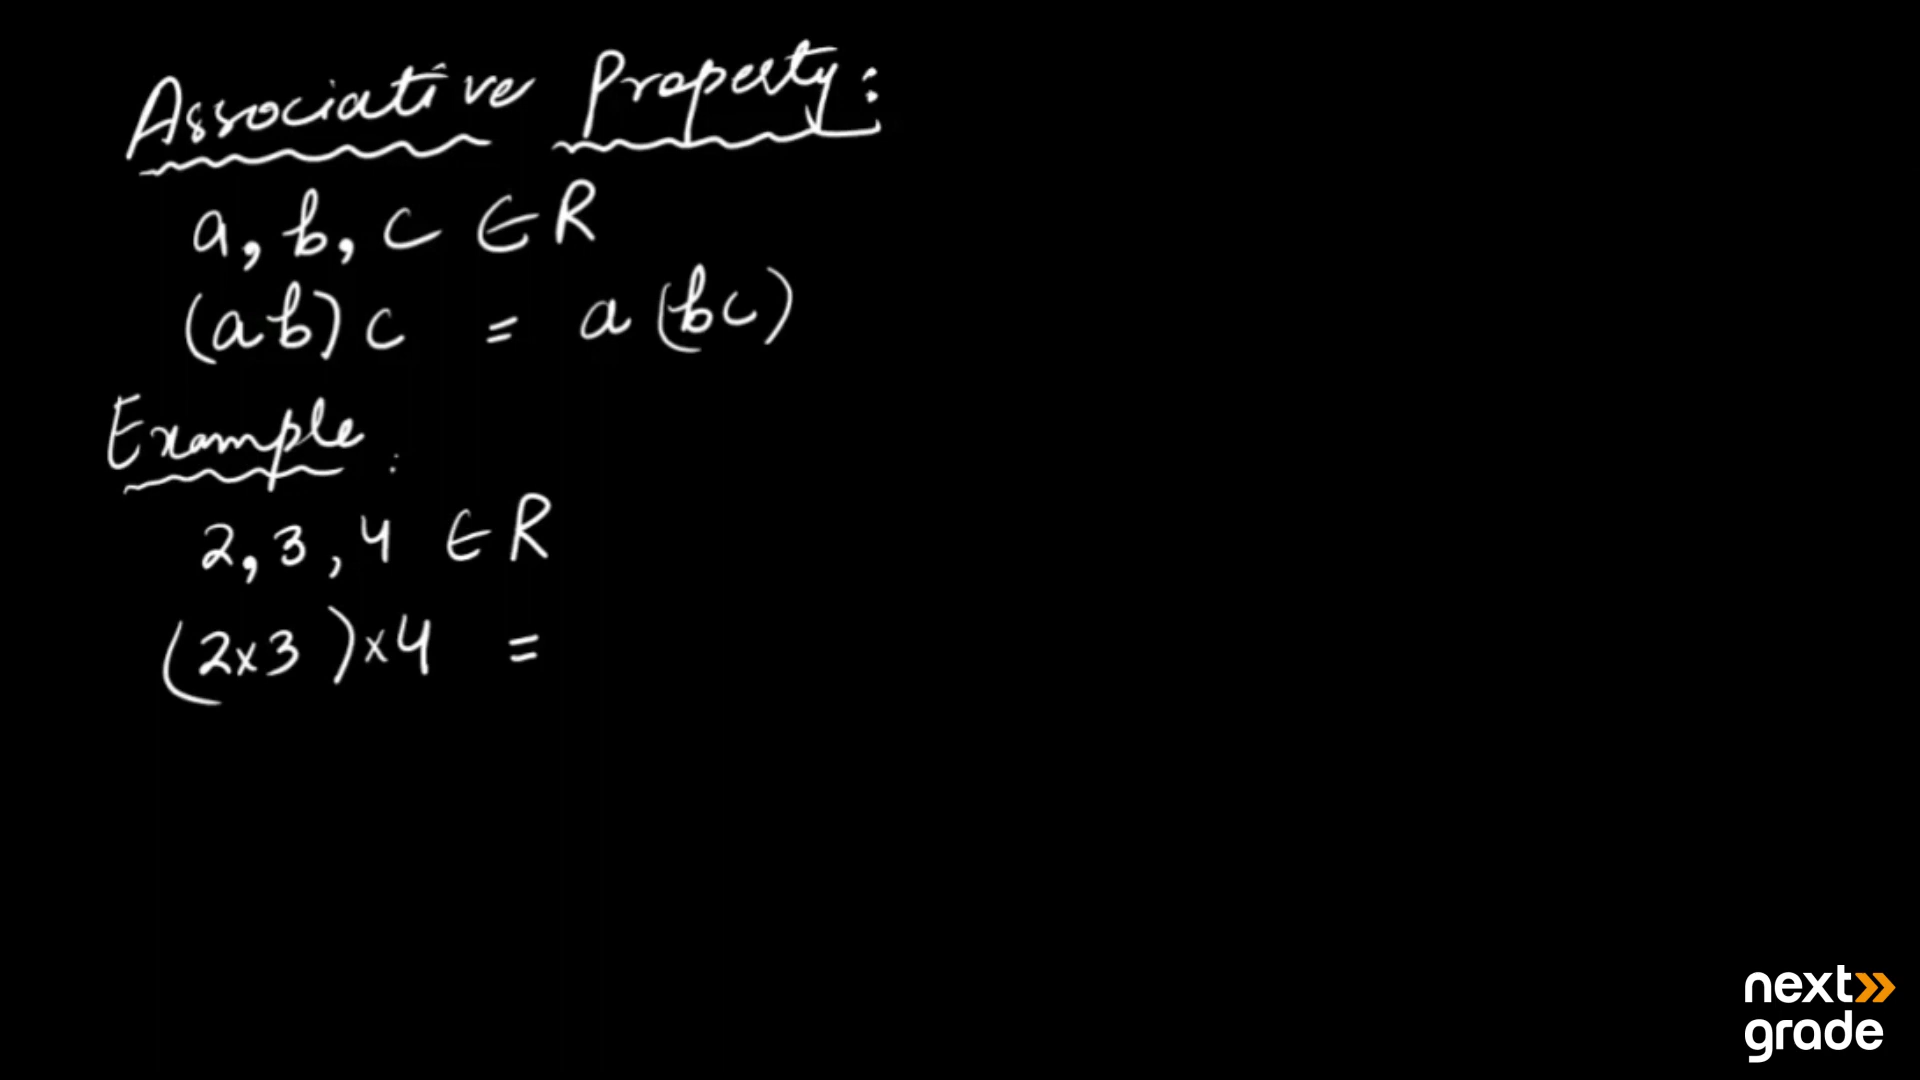 Associative Property:
a, b, c ∈ R
(ab) c = a (bc)
Example :
2, 3, 4 ∈ R
(2×3)×4 =
next
grade